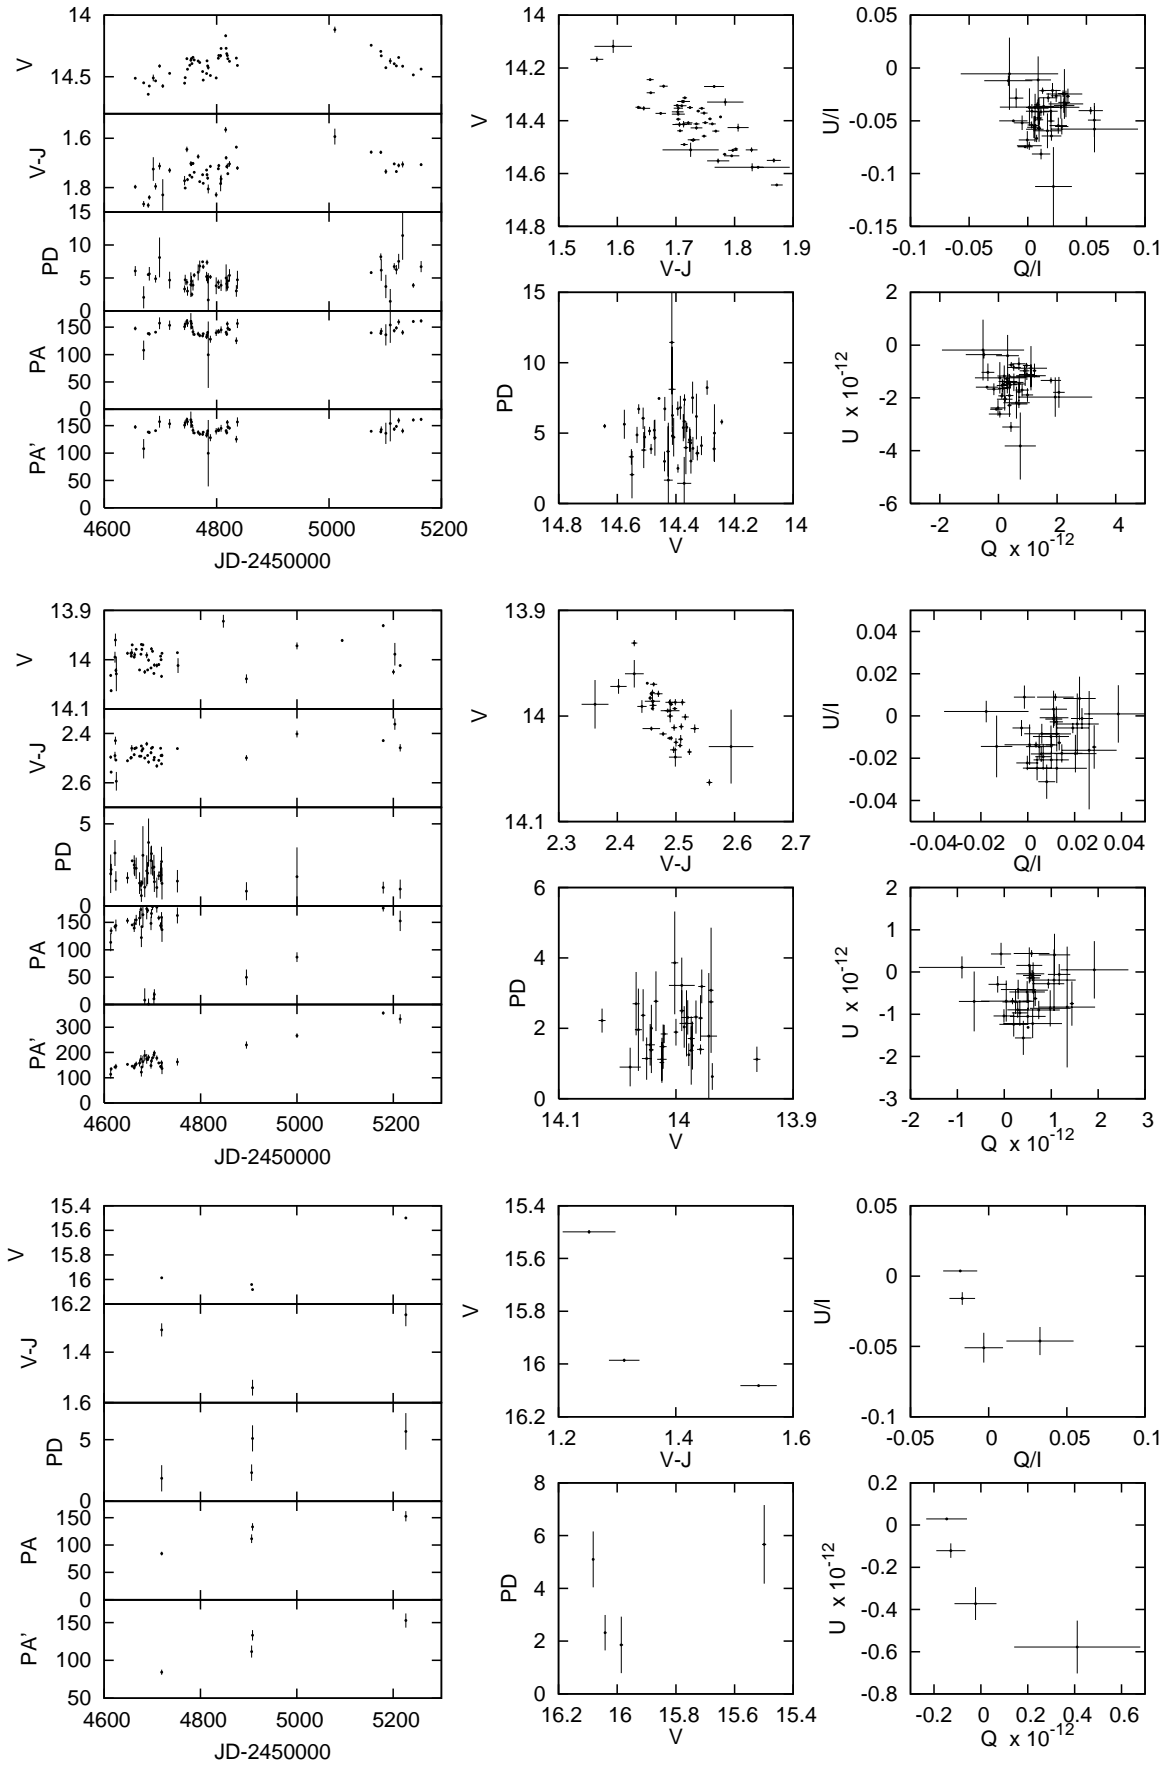 14
14.5
V
1.6
1.8
V-J
15
10
5
0
PD
150
100
50
0
PA
150
100
50
0
PA'
4600 4800 5000 5200
JD-2450000
14
14.2
14.4
14.6
14.8
V
1.5 1.6 1.7 1.8 1.9
V-J
0.05
0
-0.05
-0.1
-0.15
U/I
-0.1 -0.05 0 0.05 0.1
Q/I
15
10
5
0
PD
14.8 14.6 14.4 14.2 14
V
2
0
-2
-4
-6
U x 10-12
-2 0 2 4
Q x 10-12
13.9
14
14.1
V
2.4
2.6
V-J
5
0
PD
150
100
50
0
PA
300
200
100
0
PA'
4600 4800 5000 5200
JD-2450000
13.9
14
14.1
V
2.3 2.4 2.5 2.6 2.7
V-J
0.04
0.02
0
-0.02
-0.04
U/I
-0.04 -0.02 0 0.02 0.04
Q/I
6
4
2
0
PD
14.1 14 13.9
V
2
1
0
-1
-2
-3
U x 10-12
-2 -1 0 1 2 3
Q x 10-12
15.4
15.6
15.8
16
16.2
V
1.4
1.6
V-J
5
0
PD
150
100
50
0
PA
150
100
50
PA'
4600 4800 5000 5200
JD-2450000
15.4
15.6
15.8
16
16.2
V
1.2 1.4 1.6
V-J
0.05
0
-0.05
-0.1
U/I
-0.05 0 0.05 0.1
Q/I
8
6
4
2
0
PD
16.2 16 15.8 15.6 15.4
V
0.2
0
-0.2
-0.4
-0.6
-0.8
U x 10-12
-0.2 0 0.2 0.4 0.6
Q x 10-12